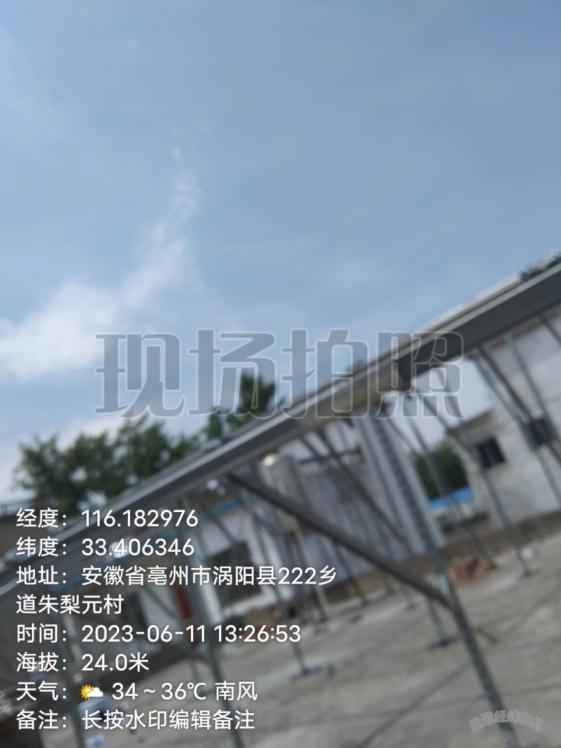 现场拍照
经度：116.182976
纬度：33.406346
地址：安徽省亳州市涡阳县222乡
道朱梨元村
时间：2023-06-11 13:26:53
海拔：24.0米
天气：34～36℃ 南风
备注：长按水印编辑备注